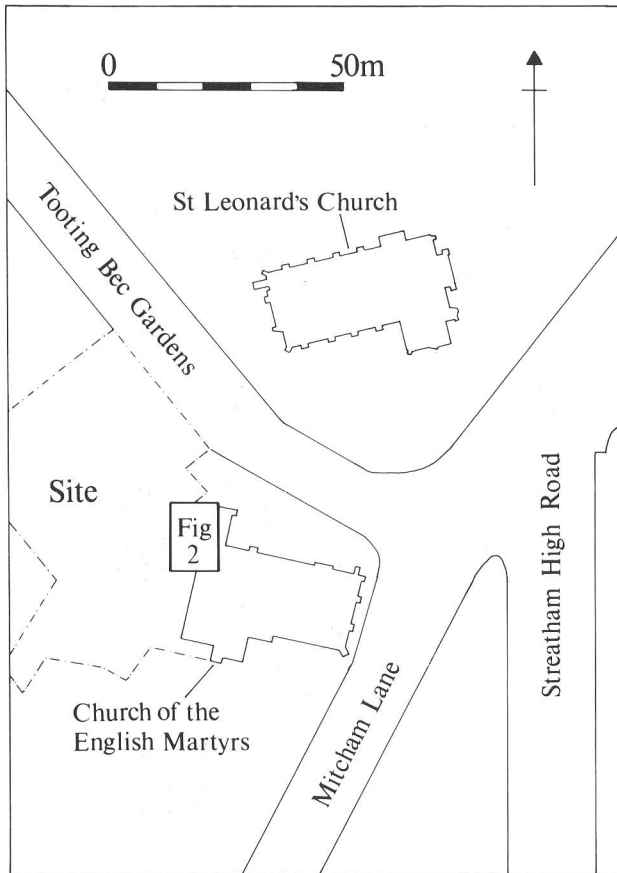 0 50m
St Leonard's Church
Tooting Bec Gardens
Site
Fig
2
Streatham High Road
Church of the
English Martyrs
Mitcham Lane